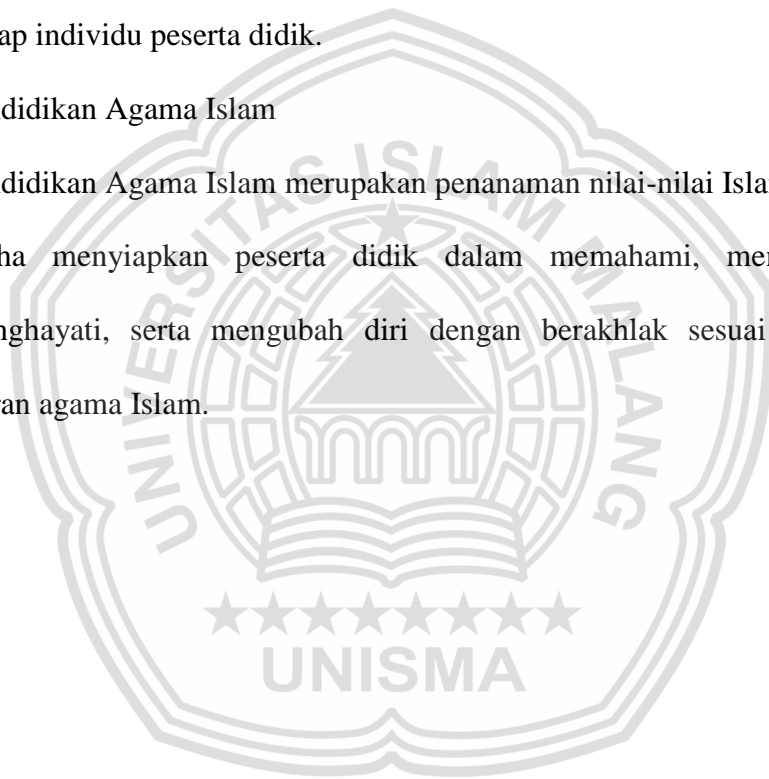 ap individu peserta didik.
didikan Agama Islam
didikan Agama Islam merupakan penanaman nilai-nilai Isla
ha menyiapkan peserta didik dalam memahami, mer
nghayati, serta mengubah diri dengan berakhlak sesuai
ran agama Islam.
UNIVERSITAS ISLAM MALANG
UNISMA